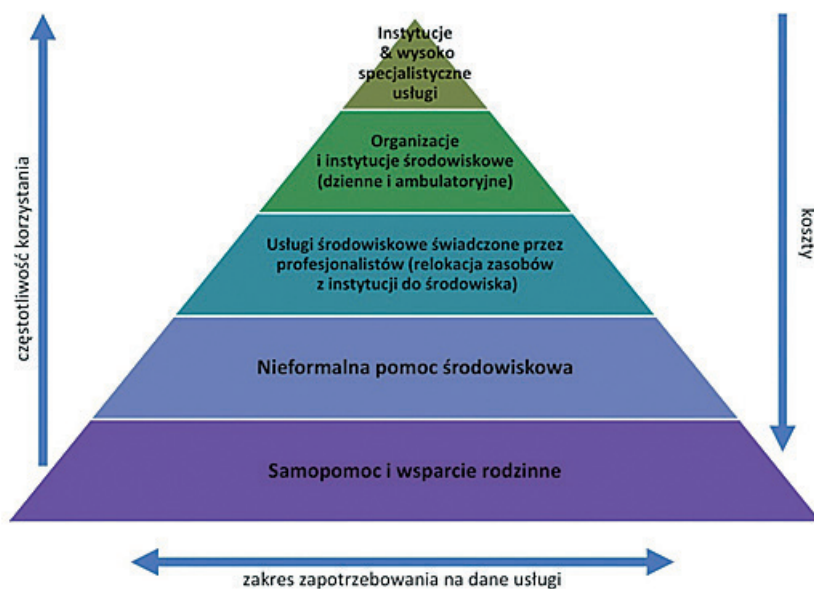 Instytucje
& wysoko
specjalistyczne
usługi
Organizacje
i instytucje środowiskowe
(dzienne i ambulatoryjne)
Usługi środowiskowe świadczone przez
profesjonalistów (relokacja zasobów
z instytucji do środowiska)
Nieformalna pomoc środowiskowa
Samopomoc i wsparcie rodzinne
częstotliwość korzystania
koszty
zakres zapotrzebowania na dane usługi